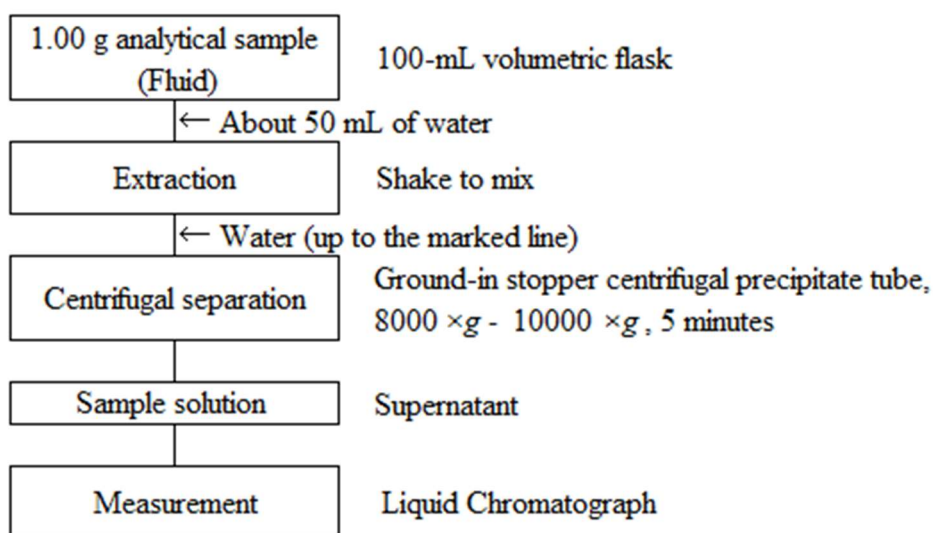 1.00 g analytical sample
(Fluid)
100-mL volumetric flask
← About 50 mL of water
Extraction
Shake to mix
← Water (up to the marked line)
Centrifugal separation
Ground-in stopper centrifugal precipitate tube,
8000 ×g - 10000 ×g , 5 minutes
Sample solution
Supernatant
Measurement
Liquid Chromatograph